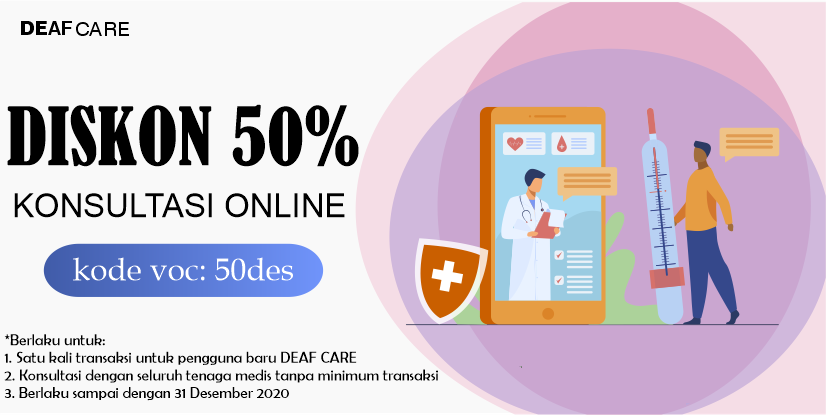 DEAF CARE
DISKON 50%
KONSULTASI ONLINE
kode voc: 50des
*Berlaku untuk:
1. Satu kali transaksi untuk pengguna baru DEAF CARE
2. Konsultasi dengan seluruh tenaga medis tanpa minimum transaksi
3. Berlaku sampai dengan 31 Desember 2020